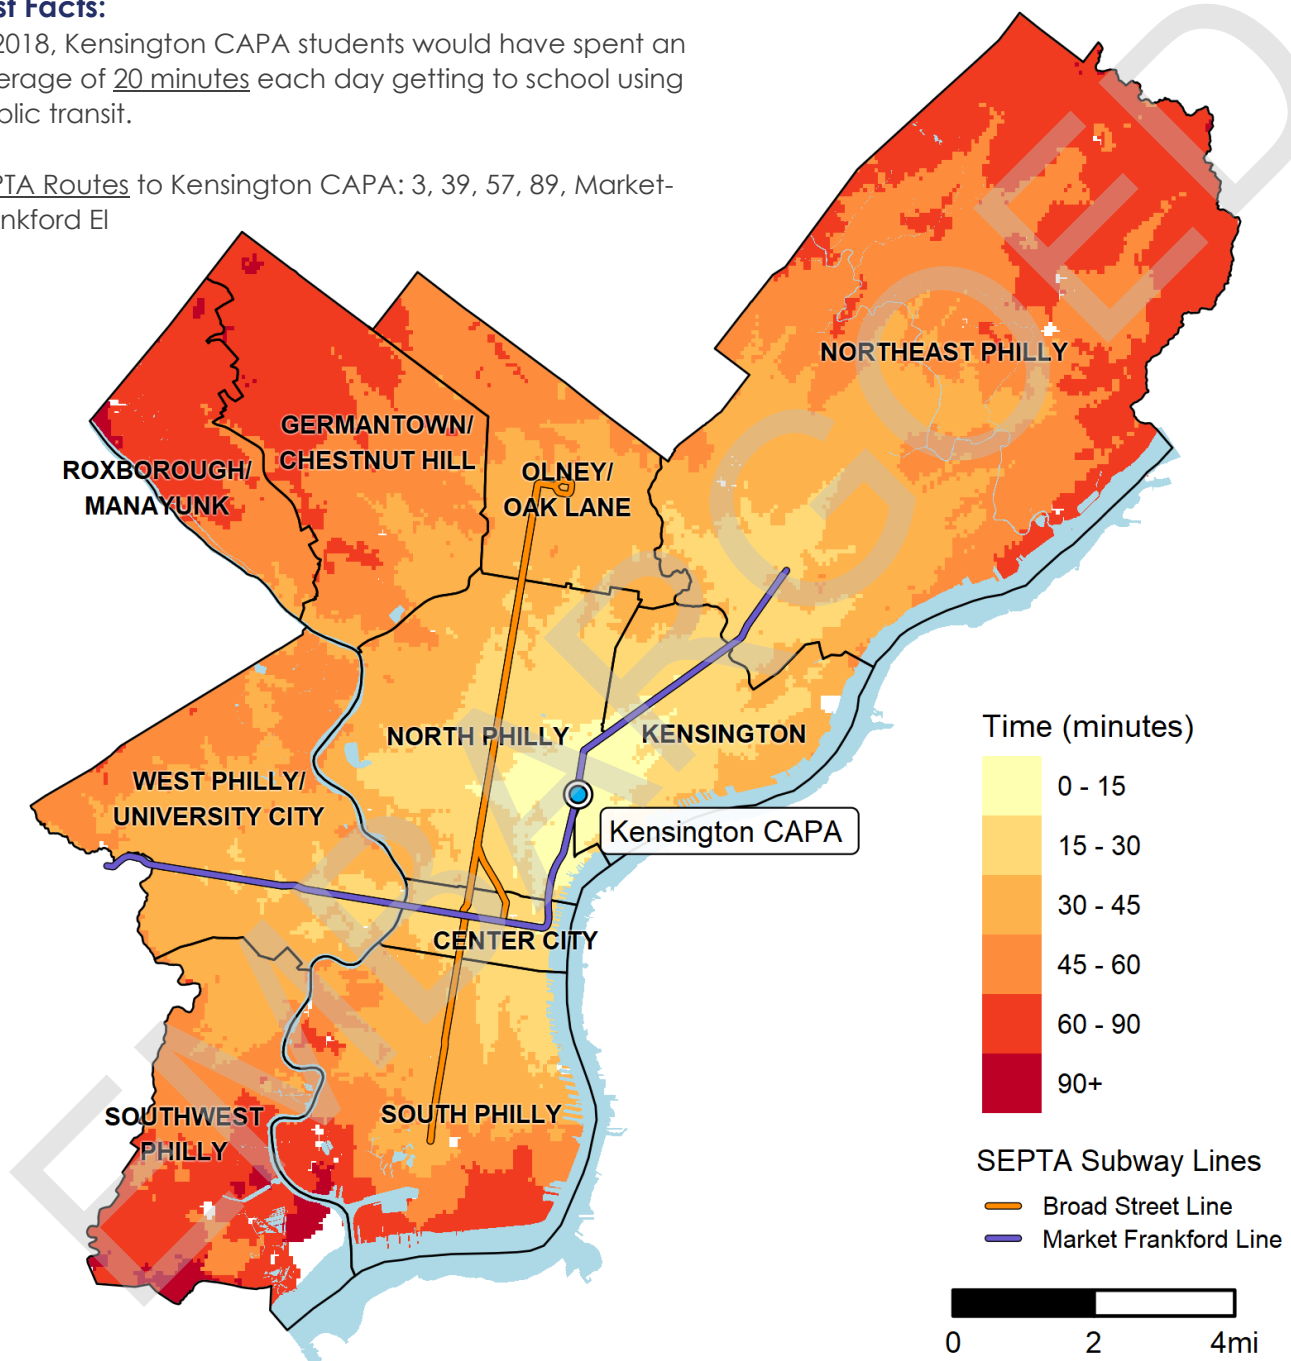 st Facts:
2018, Kensington CAPA students would have spent an
erage of 20 minutes each day getting to school using
blic transit.
PTA Routes to Kensington CAPA: 3, 39, 57, 89, Market-
nkford El
NORTHEAST PHILLY
GERMANTOWN/
CHESTNUT HILL
ROXBOROUGH/
MANAYUNK
OLNEY/
OAK LANE
NORTH PHILLY
KENSINGTON
WEST PHILLY/
UNIVERSITY CITY
Kensington CAPA
CENTER CITY
SOUTHWEST
PHILLY
SOUTH PHILLY
Time (minutes)
0 - 15
15 - 30
30 - 45
45 - 60
60 - 90
90+
SEPTA Subway Lines
Broad Street Line
Market Frankford Line
0 2 4mi
EMBARGOED